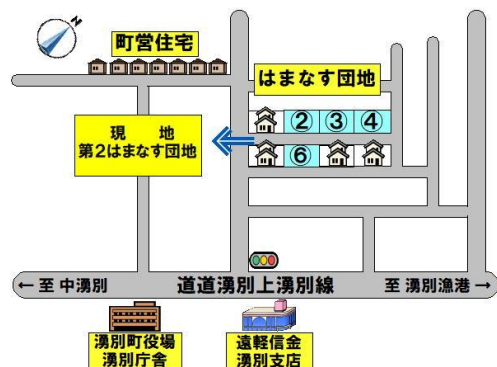 N
町営住宅
はまなす団地
② ③ ④
現　地
第2はまなす団地
⑥
← 至 中湧別
道道湧別上湧別線
至 湧別漁港 →
湧別町役場
湧別庁舎
遠軽信金
湧別支店